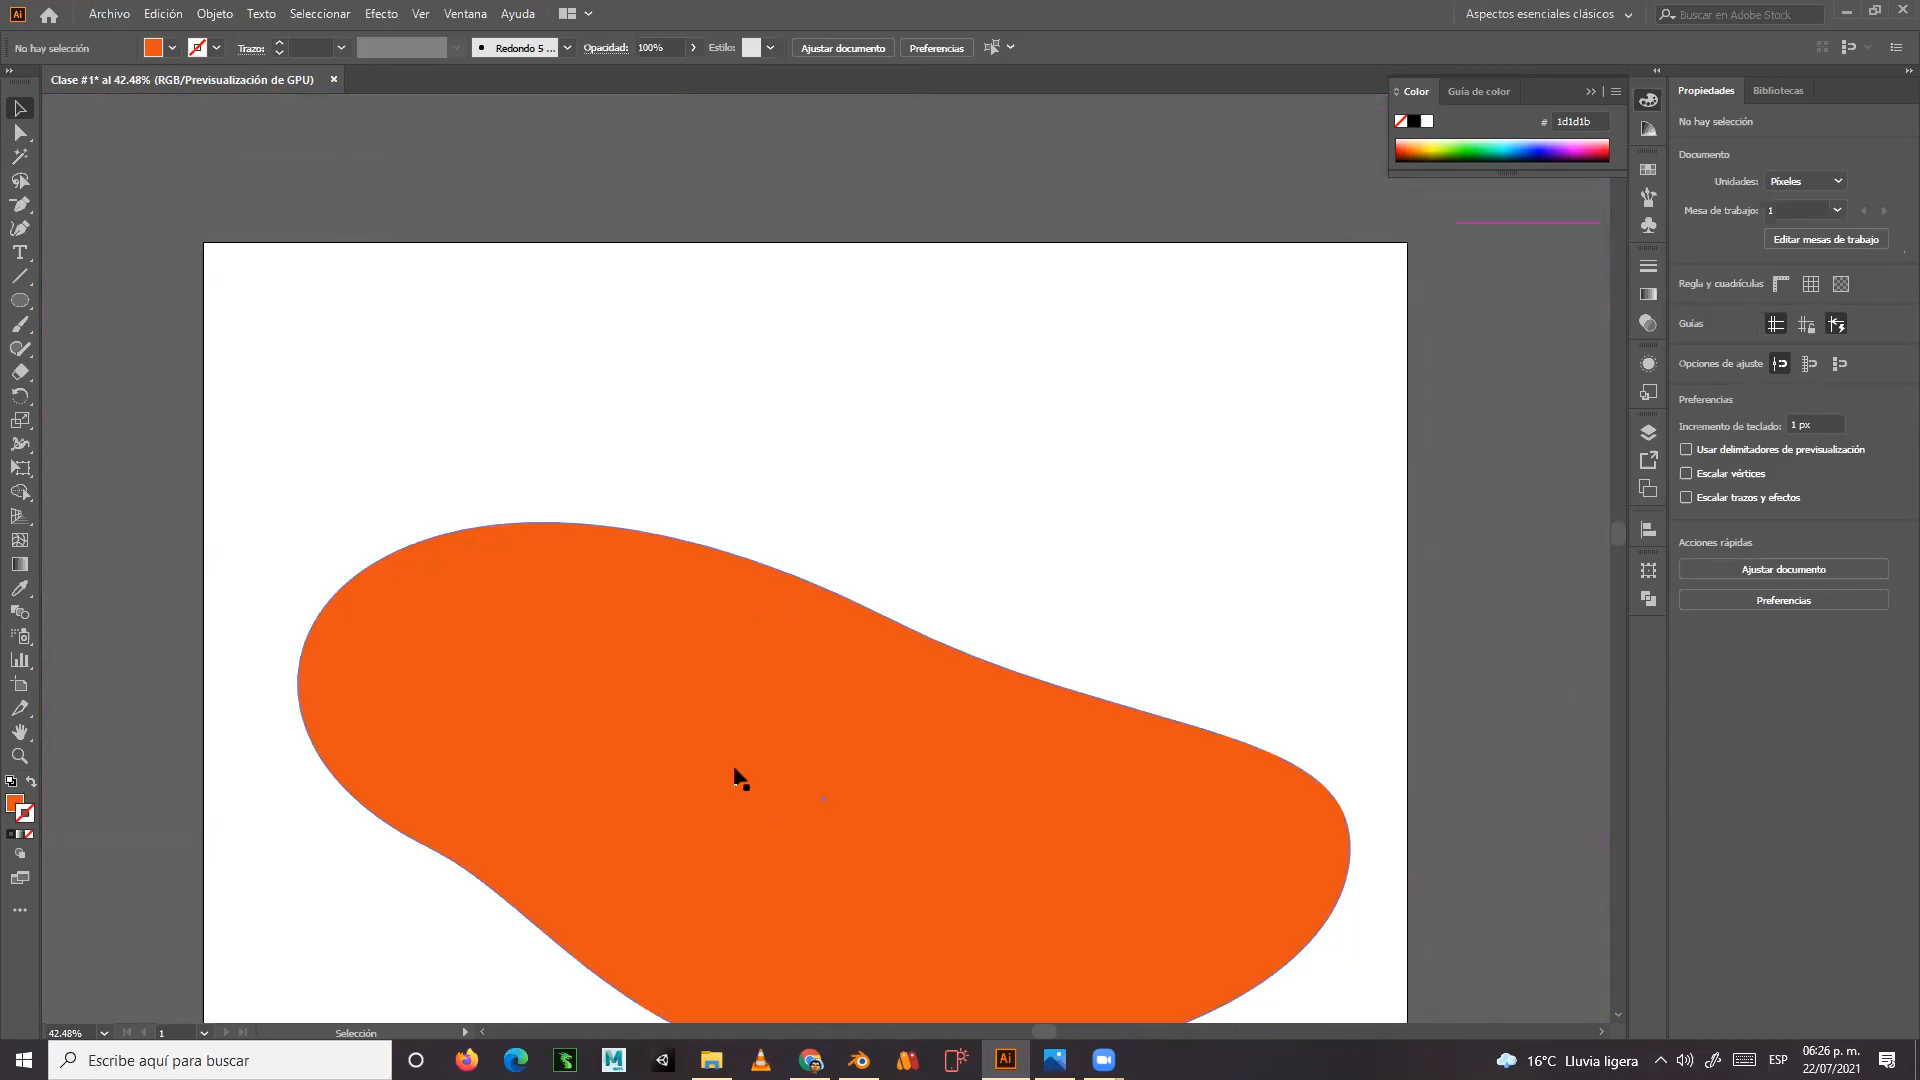 Ai Archivo Edición Objeto Texto Seleccionar Efecto Ver Ventana Ayuda Aspectos esenciales clásicos Buscar en Adobe Stock
No hay selección Trazo: Redondo 5 ... Opacidad: 100% Estilo: Ajustar documento Preferencias
Clase #1* al 42.48% (RGB/Previsualización de GPU) ×
Color Guía de color
# 1d1d1b
Propiedades Bibliotecas
No hay selección
Documento
Unidades: Píxeles
Mesa de trabajo: 1
Editar mesas de trabajo
Regla y cuadrículas
Guías
Opciones de ajuste
Preferencias
Incremento de teclado: 1 px
Usar delimitadores de previsualización
Escalar vértices
Escalar trazos y efectos
Acciones rápidas
Ajustar documento
Preferencias
42.48% 1 Selección
Escribe aquí para buscar
M
Ai
16°C Lluvia ligera
ESP
06:26 p. m.
22/07/2021